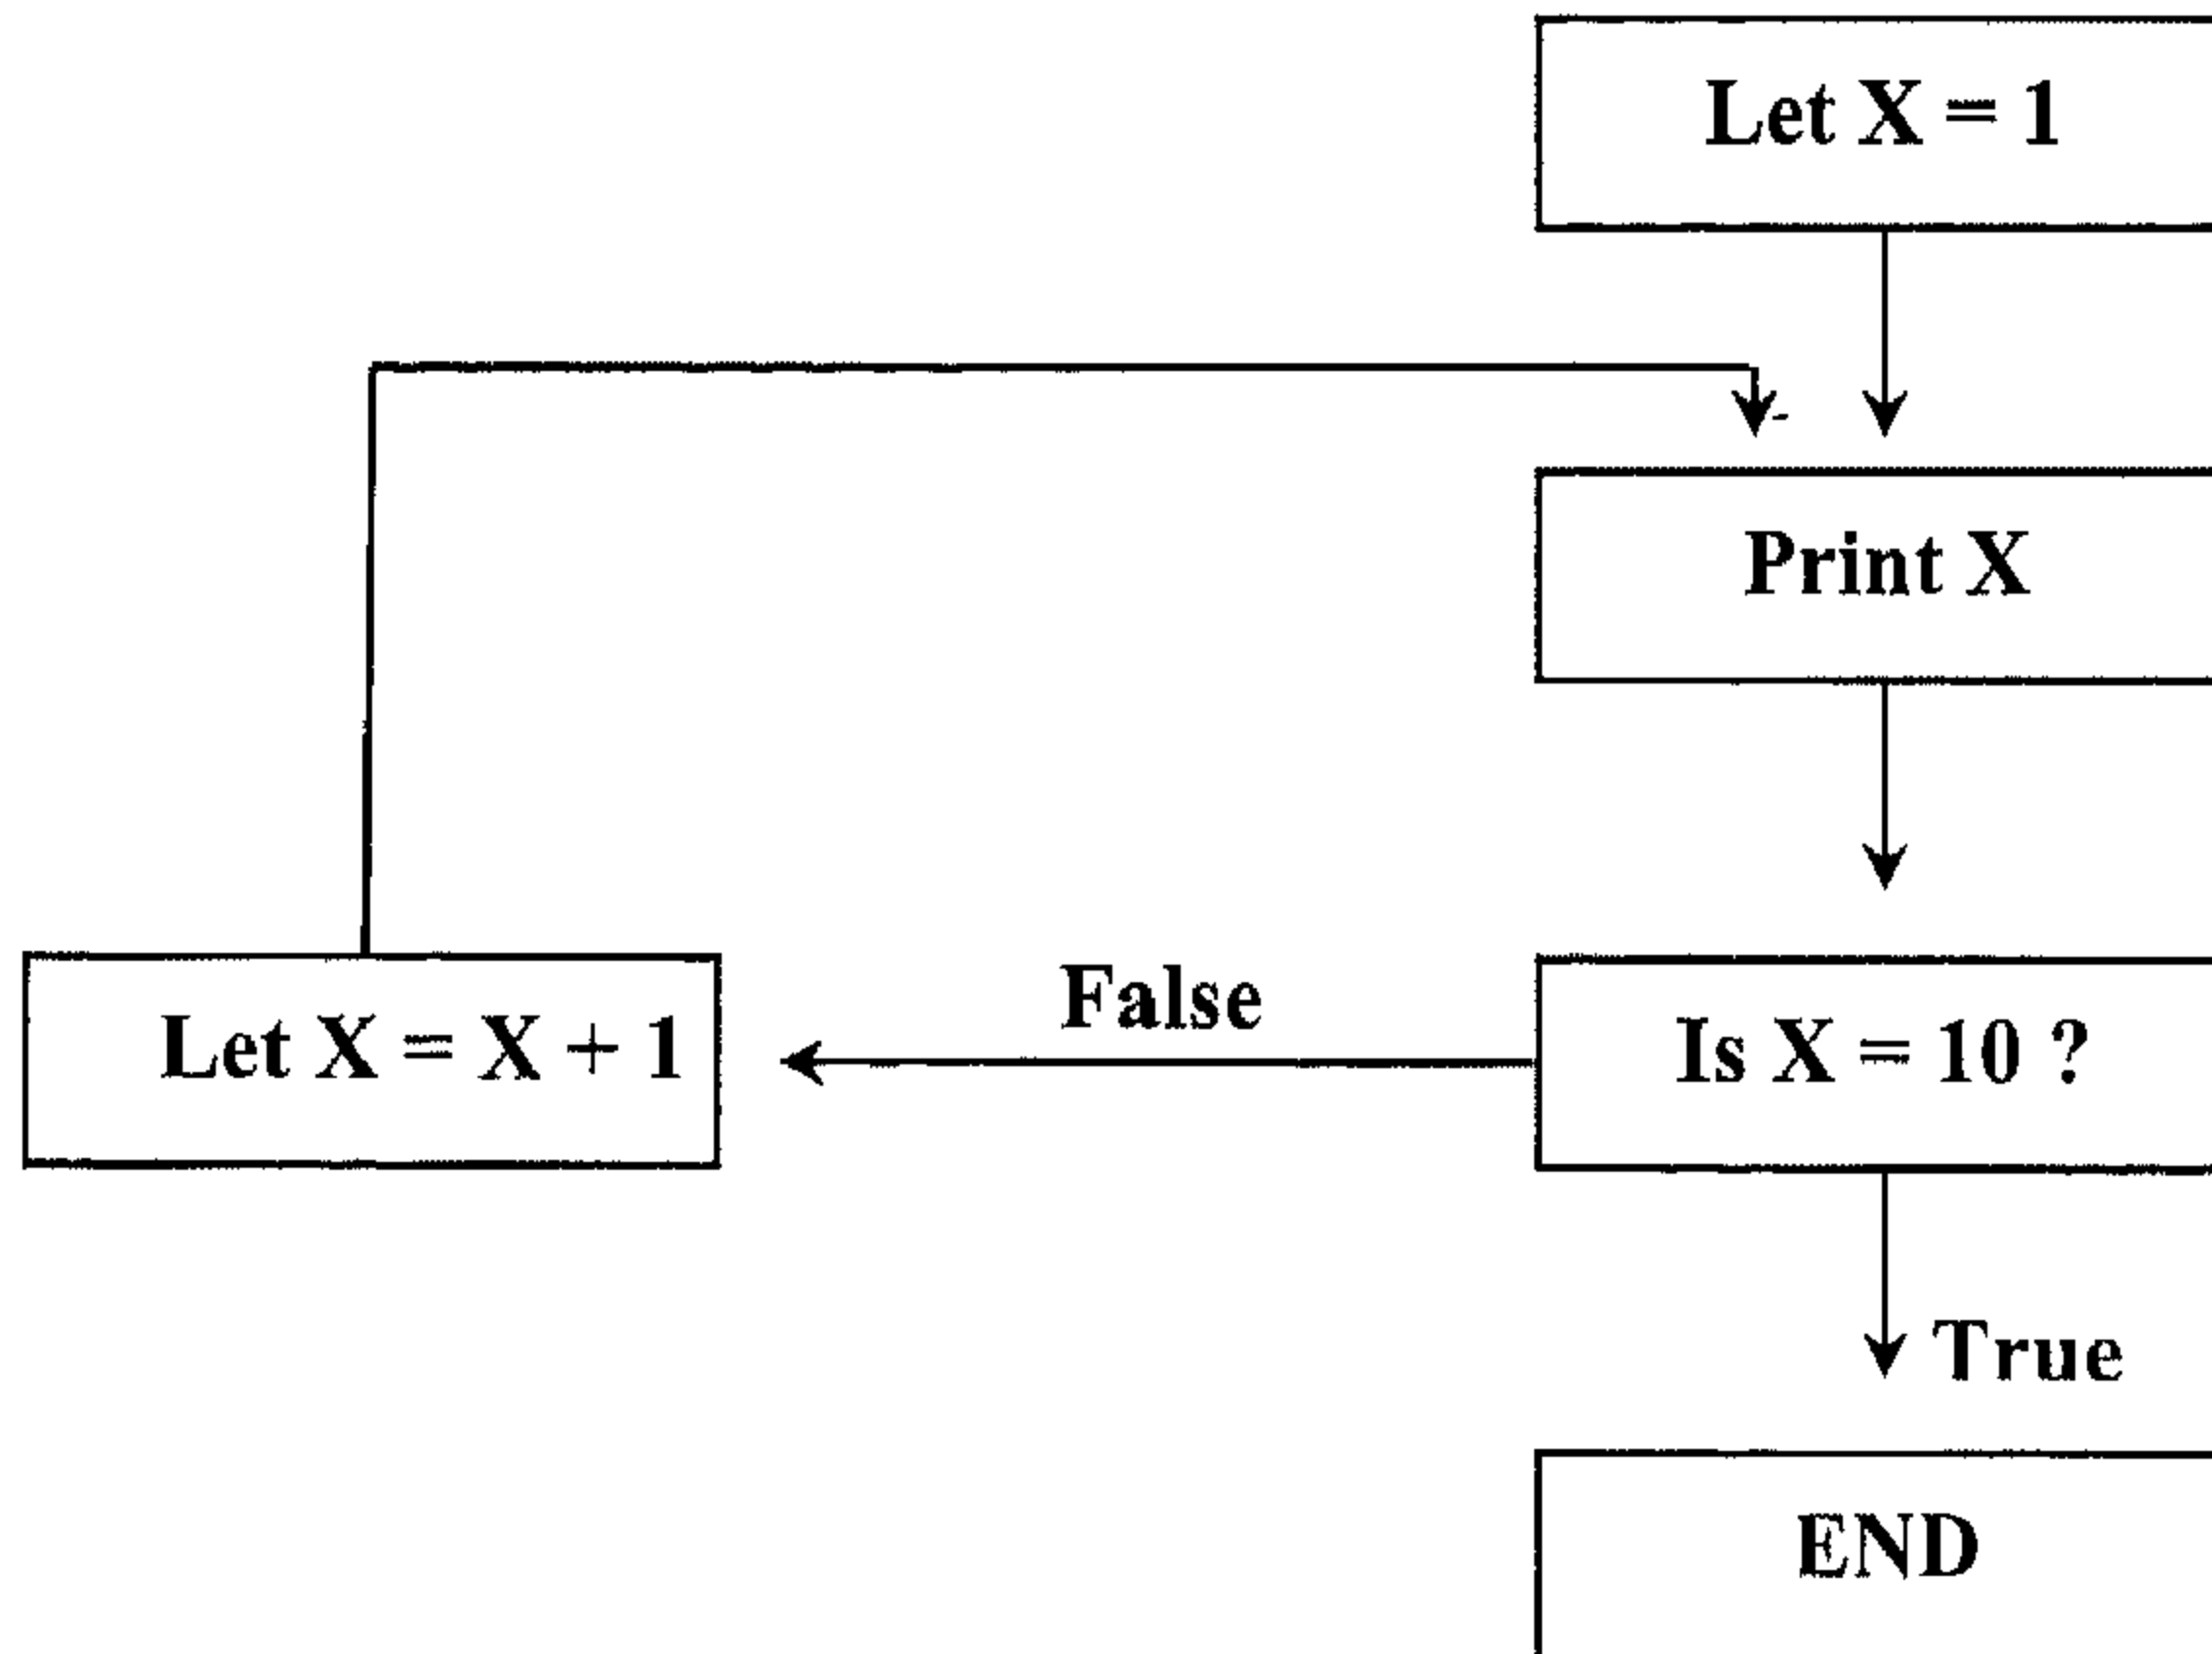 Let X = 1
Print X
False
Let X = X + 1
Is X = 10 ?
True
END